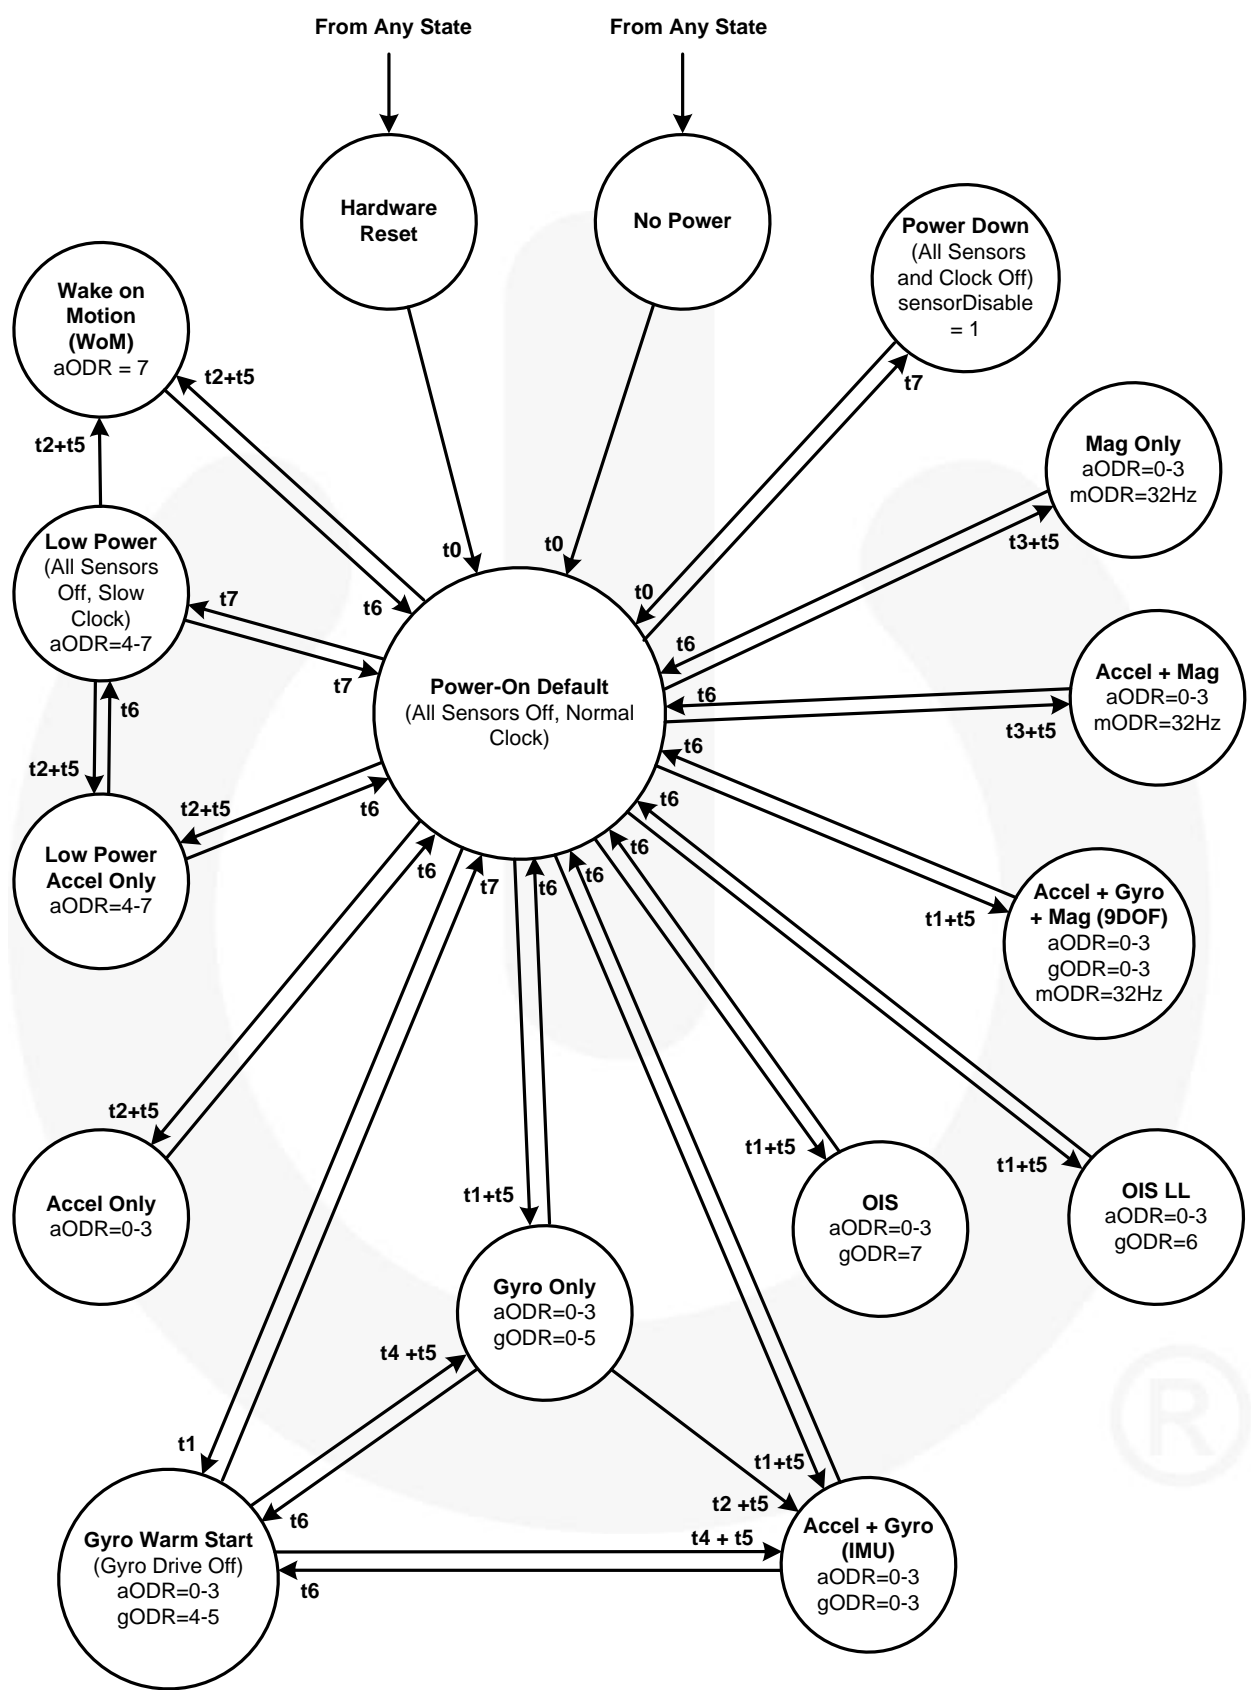 From Any State
From Any State
Hardware
Reset
No Power
Power Down
(All Sensors
and Clock Off)
sensorDisable
= 1
Wake on
Motion
(WoM)
aODR = 7
t2+t5
t7
t2+t5
Mag Only
aODR=0-3
mODR=32Hz
t3+t5
Low Power
(All Sensors
Off, Slow
Clock)
aODR=4-7
t0
t0
t0
t7
t6
t6
t7
Power-On Default
(All Sensors Off, Normal
Clock)
t6
Accel + Mag
aODR=0-3
mODR=32Hz
t3+t5
t6
t6
t2+t5
t2+t5
t6
t6
t6
t6
t7
t6
t6
Low Power
Accel Only
aODR=4-7
Accel + Gyro
+ Mag (9DOF)
aODR=0-3
gODR=0-3
mODR=32Hz
t1+t5
t2+t5
Accel Only
aODR=0-3
t1+t5
t1+t5
OIS
aODR=0-3
gODR=7
t1+t5
OIS LL
aODR=0-3
gODR=6
Gyro Only
aODR=0-3
gODR=0-5
t4 +t5
t1
t1+t5
t2 +t5
t6
Gyro Warm Start
(Gyro Drive Off)
aODR=0-3
gODR=4-5
t4 + t5
t6
Accel + Gyro
(IMU)
aODR=0-3
gODR=0-3
®